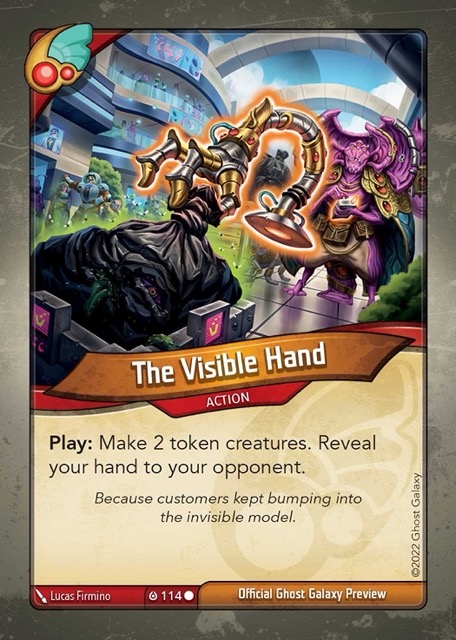 The Visible Hand
ACTION
Play: Make 2 token creatures. Reveal
your hand to your opponent.
Because customers kept bumping into
the invisible model.
©2022 Ghost Galaxy
Lucas Firmino
114
Official Ghost Galaxy Preview